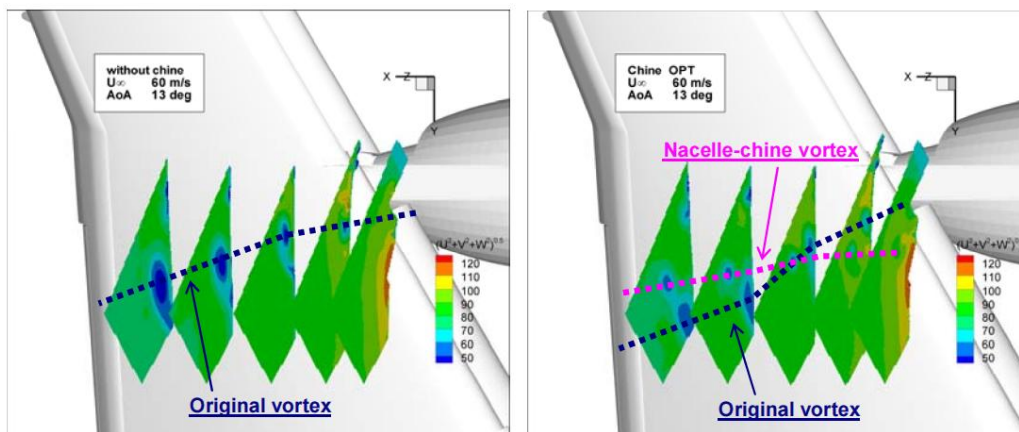 without chine
U∞ 60 m/s
AoA 13 deg
X Z
Y
(U²+V²+W²)^0.5
120
110
100
90
80
70
60
50
Original vortex
Chine OPT
U∞ 60 m/s
AoA 13 deg
X Z
Y
Nacelle-chine vortex
(U²+V²+W²)^0.5
120
110
100
90
80
70
60
50
Original vortex